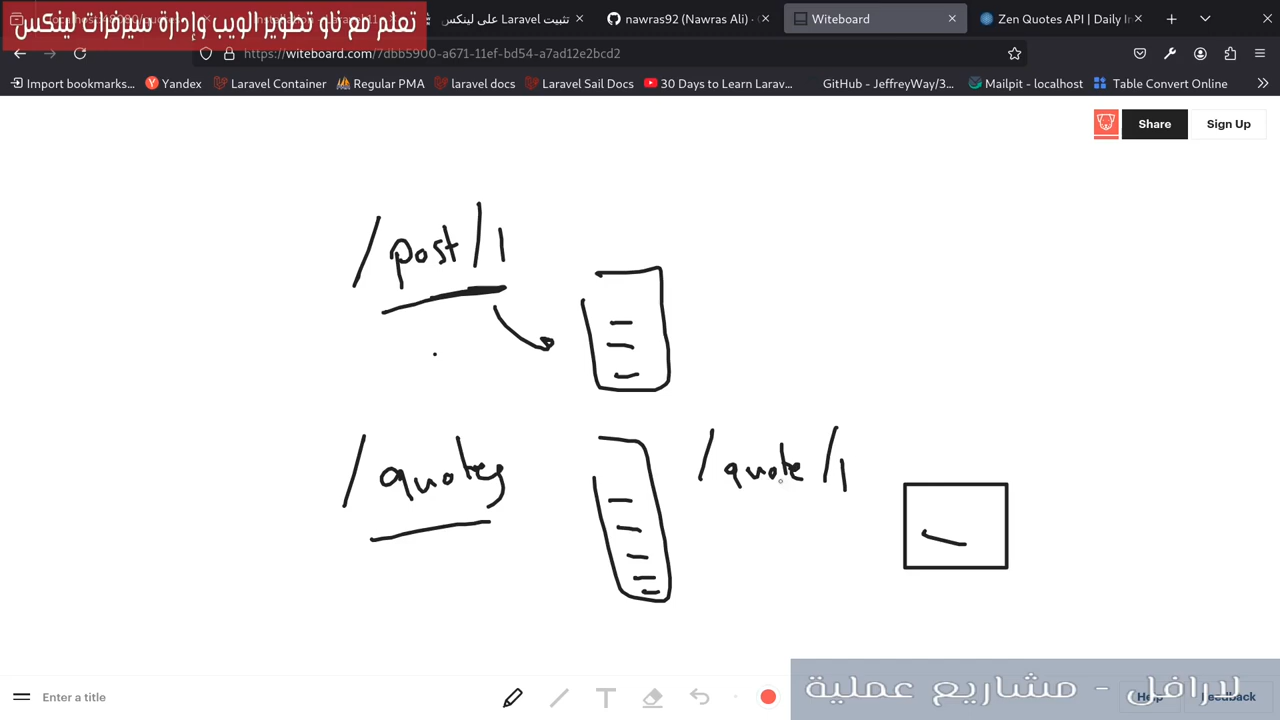 تعلم مع ناو تطوير الويب وإدارة سيرفرات لينكس
تثبيت Laravel على لينكس
nawras92 (Nawras Ali)
Witeboard
Zen Quotes API | Daily In
https://witeboard.com/7dbb5900-a671-11ef-bd54-a7ad12e2bcd2
Import bookmarks...
Yandex
Laravel Container
Regular PMA
laravel docs
Laravel Sail Docs
30 Days to Learn Larav...
GitHub - JeffreyWay/3...
Mailpit - localhost
Table Convert Online
Share
Sign Up
/post/1
/quotes
/quote/1
Enter a title
لارافل - مشاريع عملية
Help
Feedback